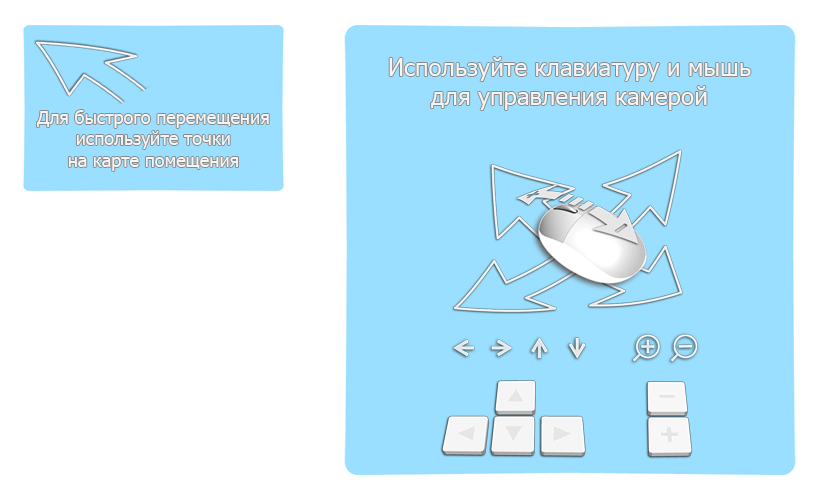 Для быстрого перемещения
используйте точки
на карте помещения
Используйте клавиатуру и мышь
для управления камерой